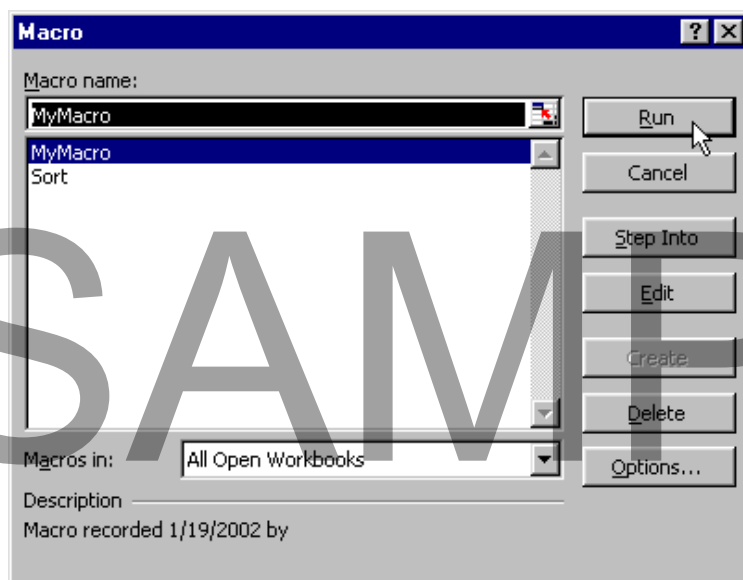 Macro
Macro name:
MyMacro
MyMacro
Sort
Run
Cancel
Step Into
Edit
Create
Delete
Options...
Macros in: All Open Workbooks
Description
Macro recorded 1/19/2002 by